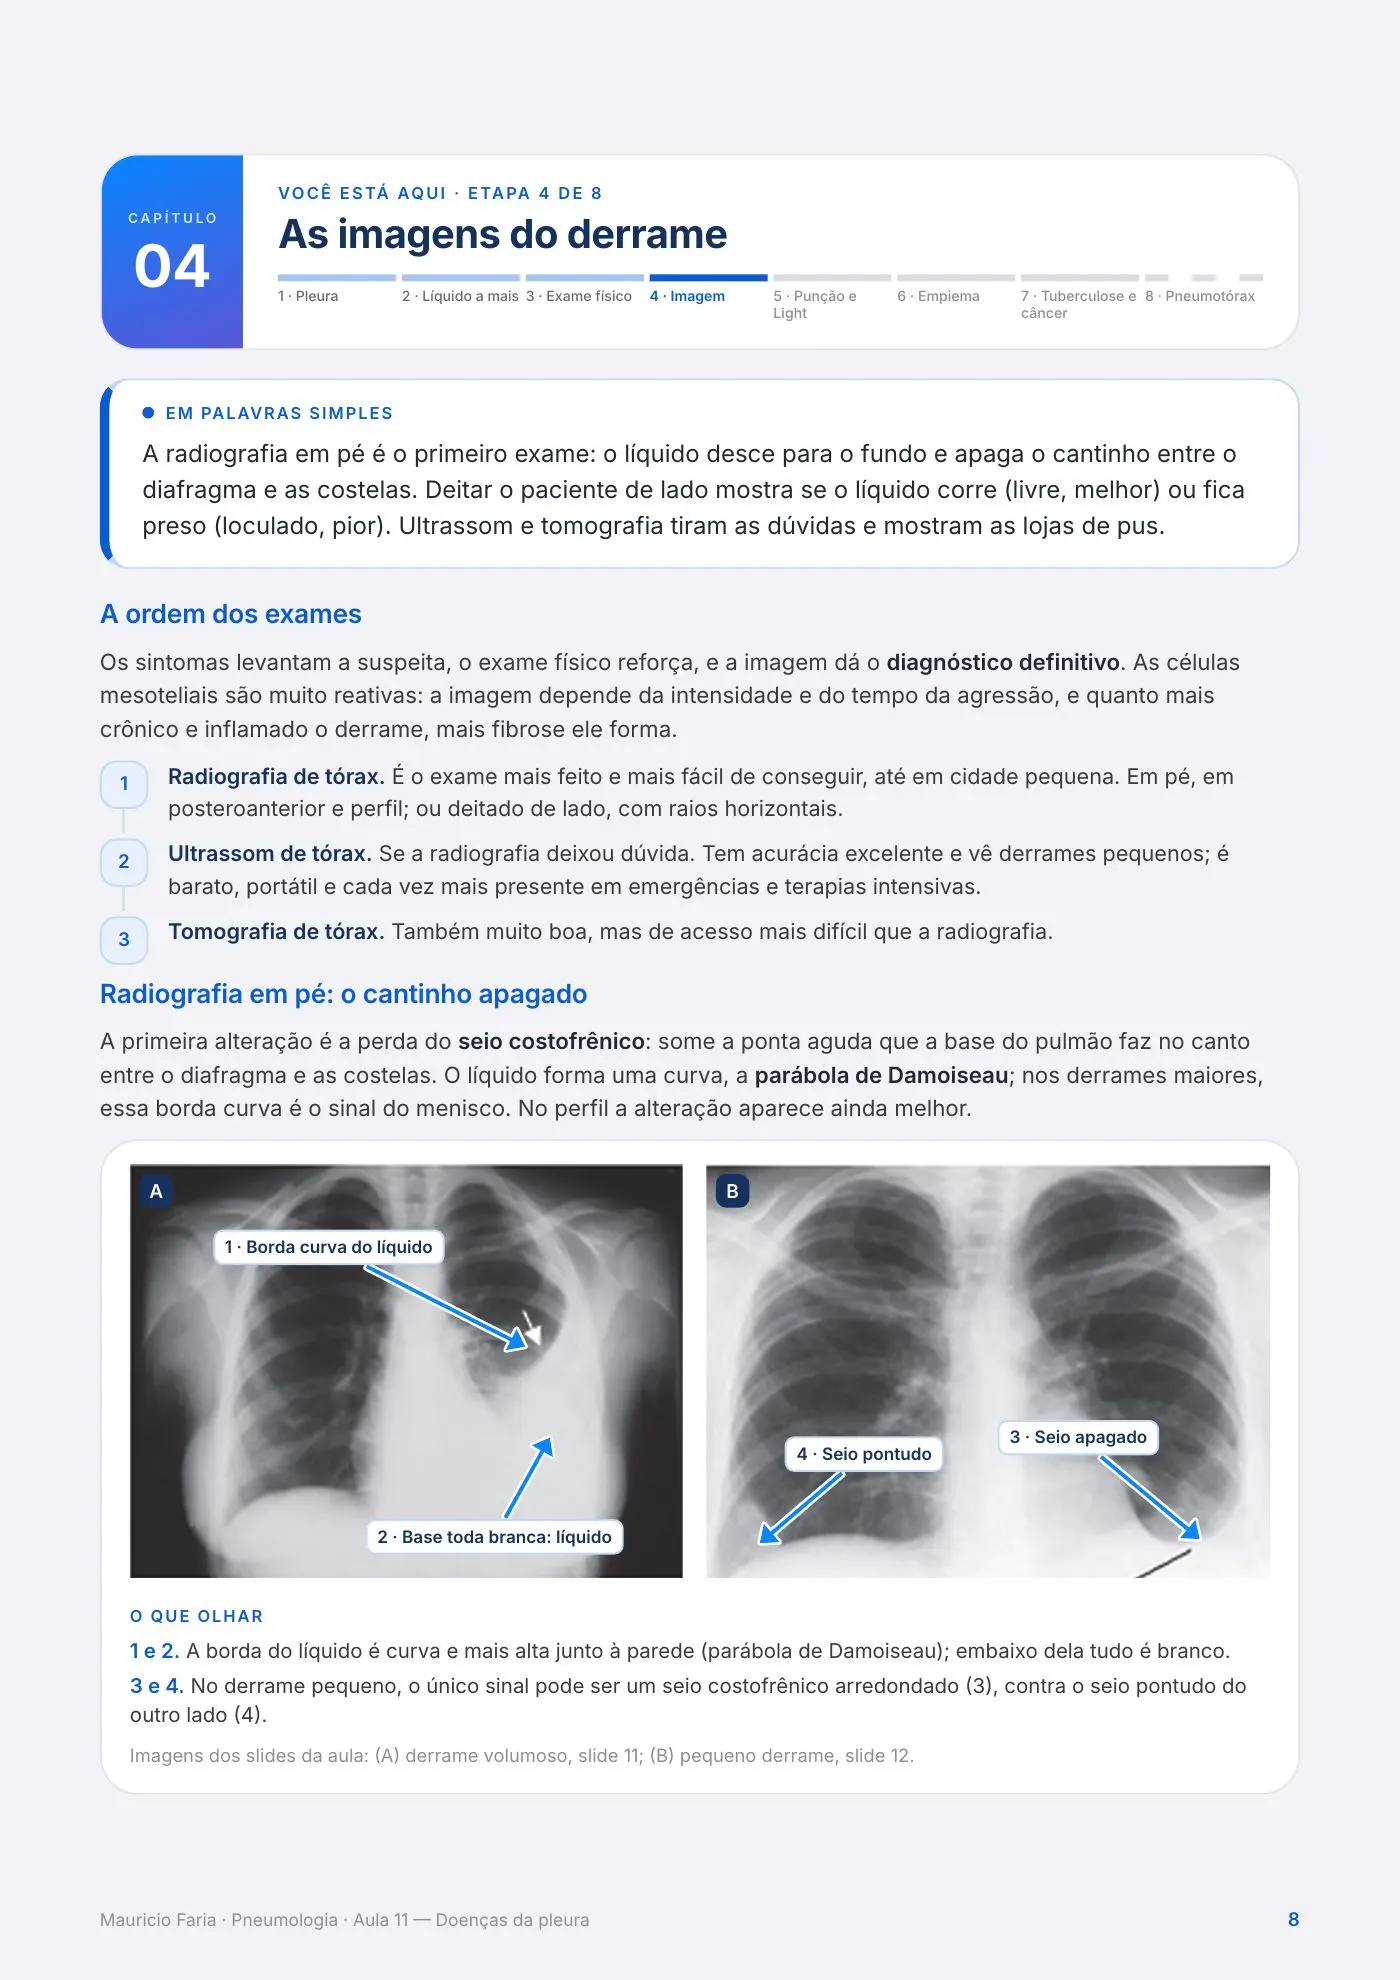 CAPÍTULO
04
VOCÊ ESTÁ AQUI · ETAPA 4 DE 8
As imagens do derrame
1 · Pleura
2 · Líquido a mais
3 · Exame físico
4 · Imagem
5 · Punção e
Light
6 · Empiema
7 · Tuberculose e
câncer
8 · Pneumotórax
EM PALAVRAS SIMPLES
A radiografia em pé é o primeiro exame: o líquido desce para o fundo e apaga o cantinho entre o
diafragma e as costelas. Deitar o paciente de lado mostra se o líquido corre (livre, melhor) ou fica
preso (loculado, pior). Ultrassom e tomografia tiram as dúvidas e mostram as lojas de pus.
A ordem dos exames
Os sintomas levantam a suspeita, o exame físico reforça, e a imagem dá o diagnóstico definitivo. As células
mesoteliais são muito reativas: a imagem depende da intensidade e do tempo da agressão, e quanto mais
crônico e inflamado o derrame, mais fibrose ele forma.
1
Radiografia de tórax. É o exame mais feito e mais fácil de conseguir, até em cidade pequena. Em pé, em
posteroanterior e perfil; ou deitado de lado, com raios horizontais.
2
Ultrassom de tórax. Se a radiografia deixou dúvida. Tem acurácia excelente e vê derrames pequenos; é
barato, portátil e cada vez mais presente em emergências e terapias intensivas.
3
Tomografia de tórax. Também muito boa, mas de acesso mais difícil que a radiografia.
Radiografia em pé: o cantinho apagado
A primeira alteração é a perda do seio costofrênico: some a ponta aguda que a base do pulmão faz no canto
entre o diafragma e as costelas. O líquido forma uma curva, a parábola de Damoiseau; nos derrames maiores,
essa borda curva é o sinal do menisco. No perfil a alteração aparece ainda melhor.
A
1 · Borda curva do líquido
2 · Base toda branca: líquido
B
4 · Seio pontudo
3 · Seio apagado
O QUE OLHAR
1 e 2. A borda do líquido é curva e mais alta junto à parede (parábola de Damoiseau); embaixo dela tudo é branco.
3 e 4. No derrame pequeno, o único sinal pode ser um seio costofrênico arredondado (3), contra o seio pontudo do
outro lado (4).
Imagens dos slides da aula: (A) derrame volumoso, slide 11; (B) pequeno derrame, slide 12.
Mauricio Faria · Pneumologia · Aula 11 — Doenças da pleura
8